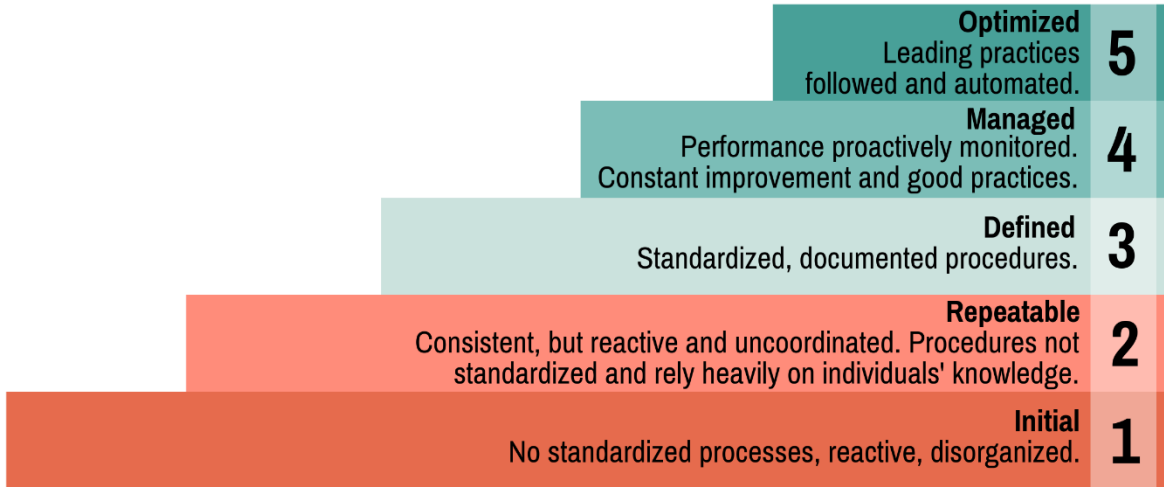 Optimized
Leading practices
followed and automated.
5
Managed
Performance proactively monitored.
Constant improvement and good practices.
4
Defined
Standardized, documented procedures.
3
Repeatable
Consistent, but reactive and uncoordinated. Procedures not
standardized and rely heavily on individuals' knowledge.
2
Initial
No standardized processes, reactive, disorganized.
1